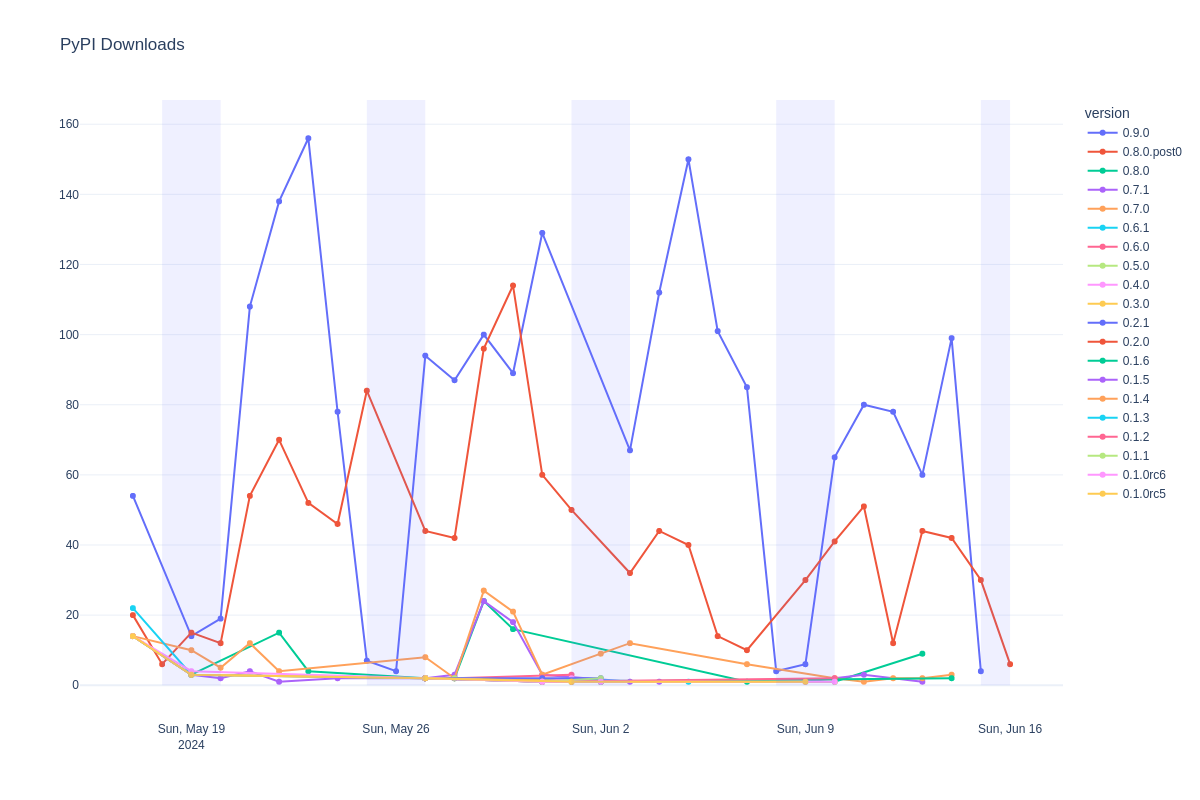 PyPI Downloads
version
0.9.0
0.8.0.post0
0.8.0
0.7.1
0.7.0
0.6.1
0.6.0
0.5.0
0.4.0
0.3.0
0.2.1
0.2.0
0.1.6
0.1.5
0.1.4
0.1.3
0.1.2
0.1.1
0.1.0rc6
0.1.0rc5
160
140
120
100
80
60
40
20
0
Sun, May 19
2024
Sun, May 26
Sun, Jun 2
Sun, Jun 9
Sun, Jun 16